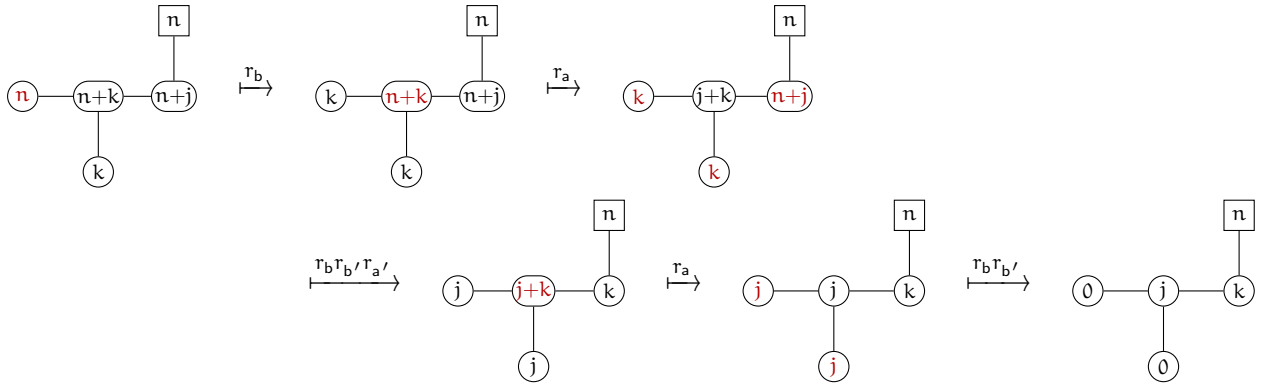 n n n
n n+k n+j r_b k n+k n+j r_a k j+k n+j
k k k
n n n
r_b r_b′ r_a′ j j+k k r_a j j k r_b r_b′ 0 j k
j j 0